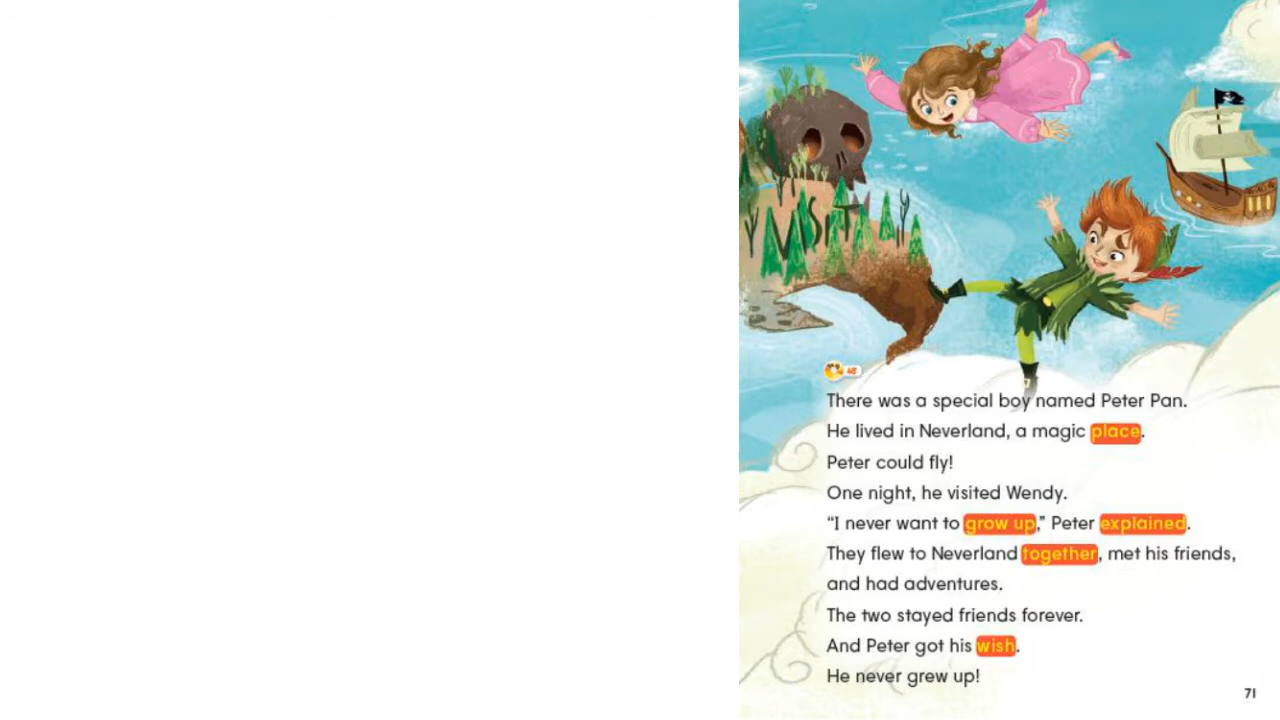 48
There was a special boy named Peter Pan.
He lived in Neverland, a magic place.
Peter could fly!
One night, he visited Wendy.
“I never want to grow up,” Peter explained.
They flew to Neverland together, met his friends,
and had adventures.
The two stayed friends forever.
And Peter got his wish.
He never grew up!
71